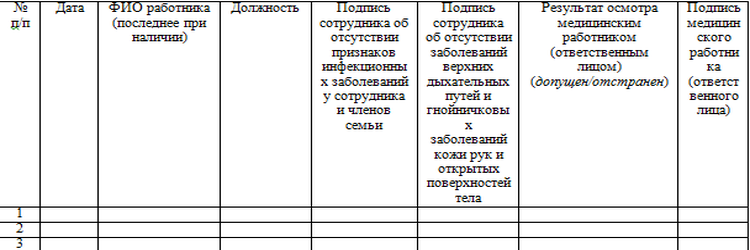 №
п/п
Дата
ФИО работника
(последнее при
наличии)
Должность
Подпись
сотрудника об
отсутствии
признаков
инфекционны
х заболеваний
у сотрудника
и членов
семьи
Подпись
сотрудника
об отсутствии
заболеваний
верхних
дыхательных
путей и
гнойничковы
х
заболеваний
кожи рук и
открытых
поверхностей
тела
Результат осмотра
медицинским
работником
(ответственным
лицом)
(допущен/отстранен)
Подпись
медицин
ского
работни
ка
(ответст
венного
лица)
1
2
3